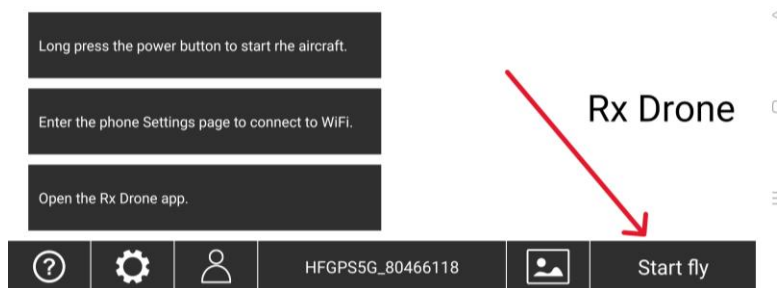 Long press the power button to start rhe aircraft.
Enter the phone Settings page to connect to WiFi.
Rx Drone
Open the Rx Drone app.
HFGPS5G_80466118
Start fly